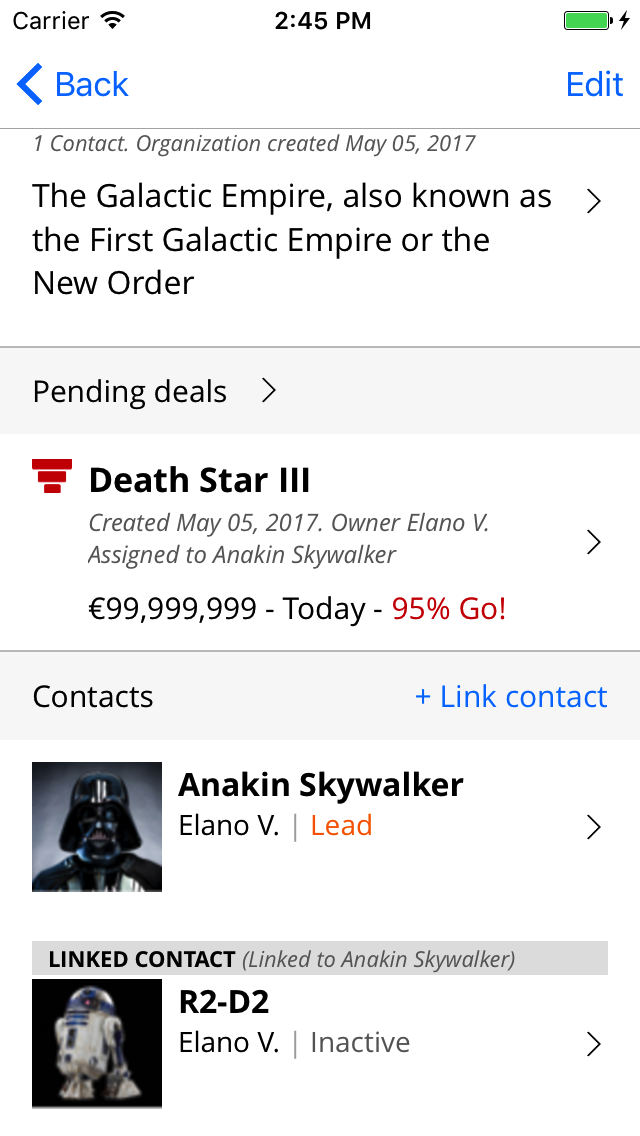 Carrier 2:45 PM
Back Edit
1 Contact. Organization created May 05, 2017
The Galactic Empire, also known as
the First Galactic Empire or the
New Order
Pending deals
Death Star III
Created May 05, 2017. Owner Elano V.
Assigned to Anakin Skywalker
€99,999,999 - Today - 95% Go!
Contacts + Link contact
Anakin Skywalker
Elano V. | Lead
LINKED CONTACT (Linked to Anakin Skywalker)
R2-D2
Elano V. | Inactive